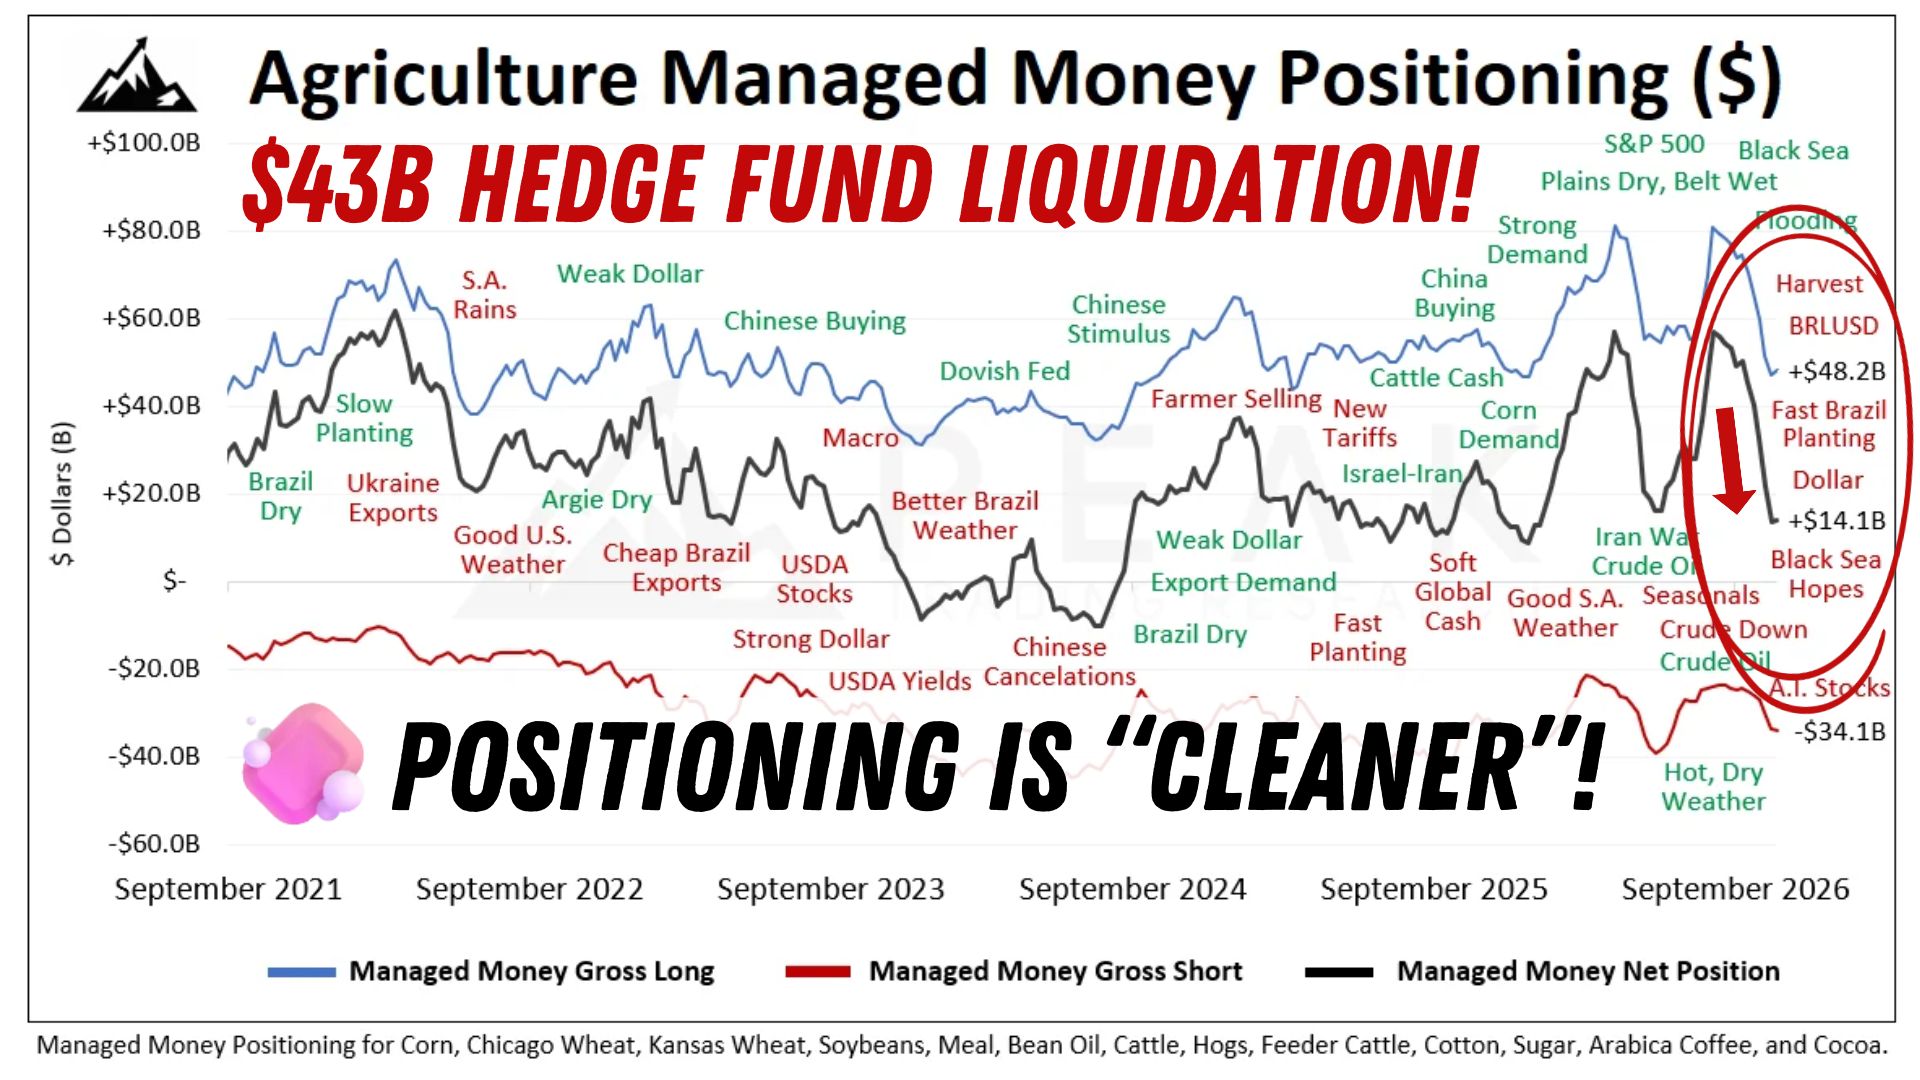 Agriculture Managed Money Positioning ($)
$43B HEDGE FUND LIQUIDATION!
+$100.0B
+$80.0B
+$60.0B
+$40.0B
+$20.0B
$-
-$20.0B
-$40.0B
-$60.0B
$ Dollars (B)
S&P 500
Black Sea
Plains Dry, Belt Wet
Flooding
Strong
Demand
S.A.
Rains
Weak Dollar
China
Buying
Harvest
Chinese
Stimulus
Chinese Buying
BRLUSD
Dovish Fed
Cattle Cash
+$48.2B
Slow
Planting
Farmer Selling
New
Tariffs
Corn
Demand
Fast Brazil
Planting
Macro
Brazil
Dry
Ukraine
Exports
Argie Dry
Better Brazil
Weather
Israel-Iran
Dollar
+$14.1B
Good U.S.
Weather
Cheap Brazil
Exports
USDA
Stocks
Weak Dollar
Export Demand
Soft
Global
Cash
Iran War
Crude Oil
Black Sea
Hopes
Good S.A.
Weather
Seasonals
Strong Dollar
Chinese
Cancelations
Brazil Dry
Fast
Planting
Crude Down
Crude Oil
USDA Yields
A.I. Stocks
-$34.1B
PEAK
TRADING RESEARCH
POSITIONING IS “CLEANER”!
Hot, Dry
Weather
September 2021
September 2022
September 2023
September 2024
September 2025
September 2026
Managed Money Gross Long
Managed Money Gross Short
Managed Money Net Position
Managed Money Positioning for Corn, Chicago Wheat, Kansas Wheat, Soybeans, Meal, Bean Oil, Cattle, Hogs, Feeder Cattle, Cotton, Sugar, Arabica Coffee, and Cocoa.